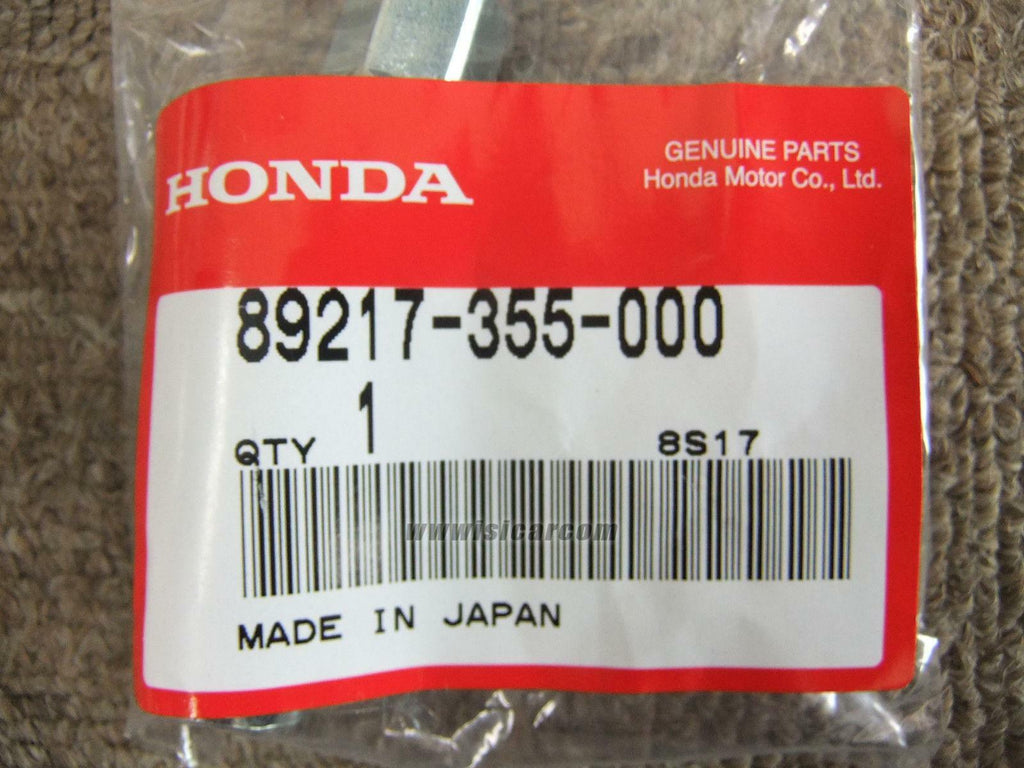 HONDA
GENUINE PARTS
Honda Motor Co., Ltd.
89217-355-000
QTY 1
8S17
www.isicar.com
MADE IN JAPAN